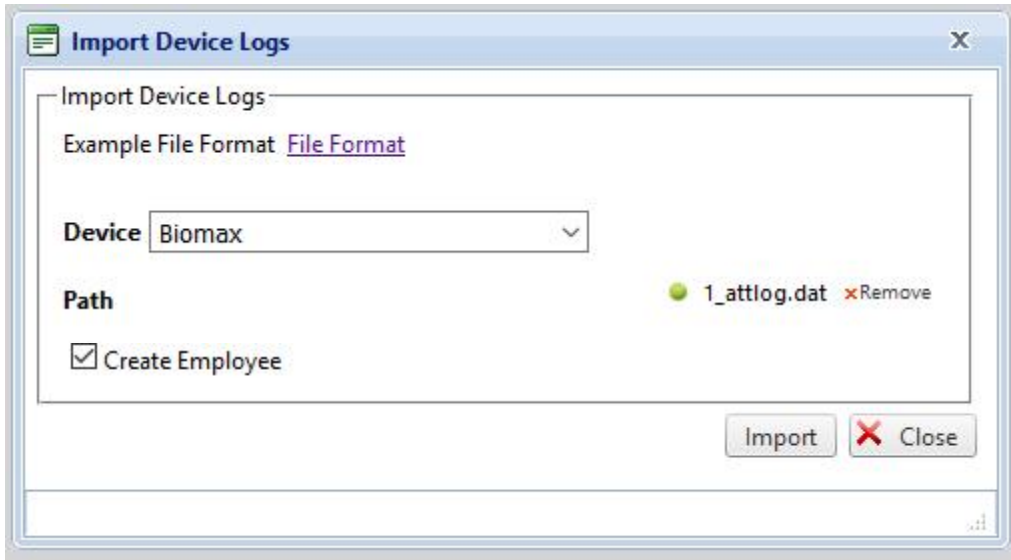 Import Device Logs
Import Device Logs
Example File Format File Format
Device Biomax
Path 1_attlog.dat Remove
Create Employee
Import Close